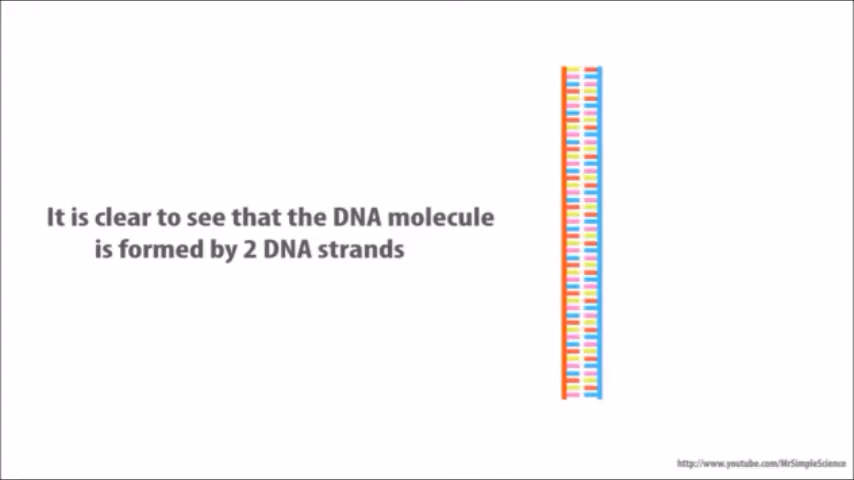 It is clear to see that the DNA molecule
is formed by 2 DNA strands
http://www.youtube.com/MrSimpleScience